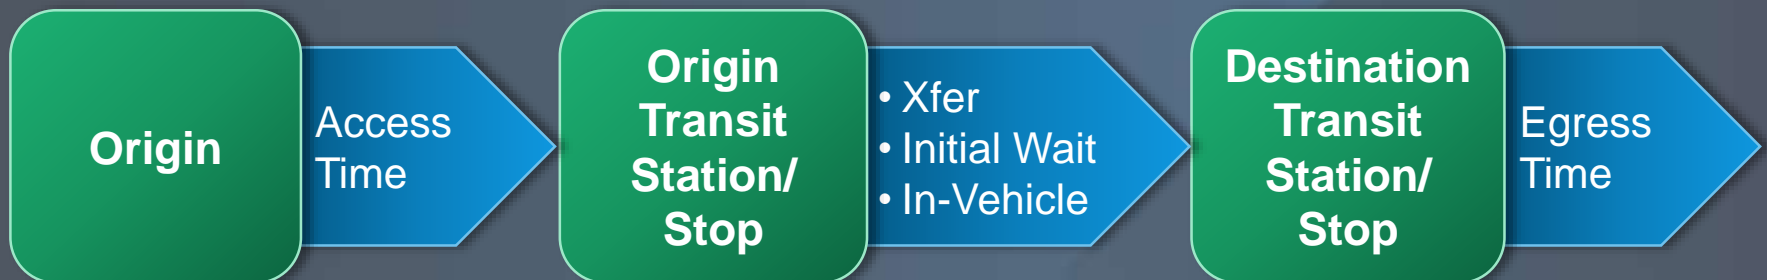 Origin
Access
Time
Origin
Transit
Station/
Stop
• Xfer
• Initial Wait
• In-Vehicle
Destination
Transit
Station/
Stop
Egress
Time